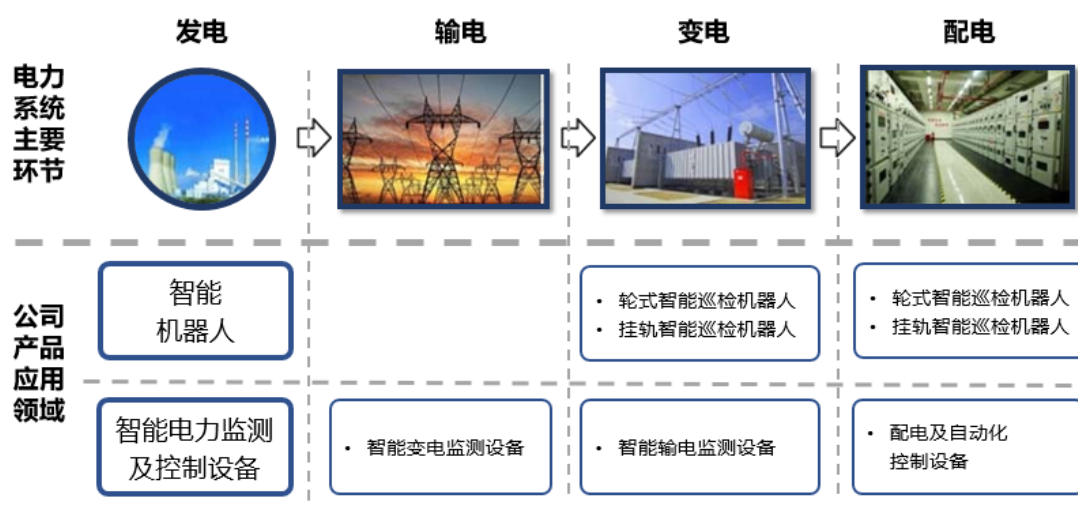 发电
输电
变电
配电
电力
系统
主要
环节
公司
产品
应用
领域
智能
机器人
• 轮式智能巡检机器人
• 挂轨智能巡检机器人
• 轮式智能巡检机器人
• 挂轨智能巡检机器人
智能电力监测
及控制设备
• 智能变电监测设备
• 智能输电监测设备
• 配电及自动化
控制设备